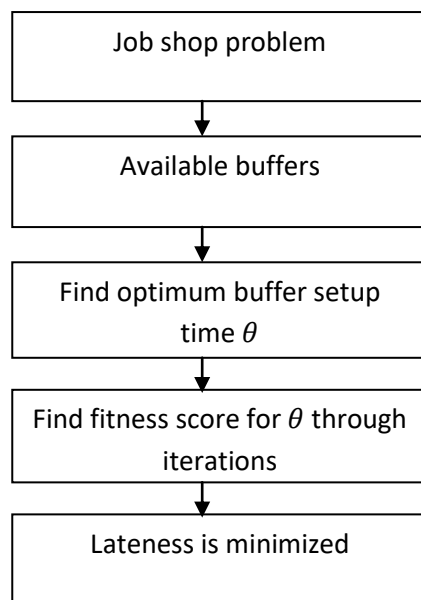 Job shop problem
Available buffers
Find optimum buffer setup
time θ
Find fitness score for θ through
iterations
Lateness is minimized